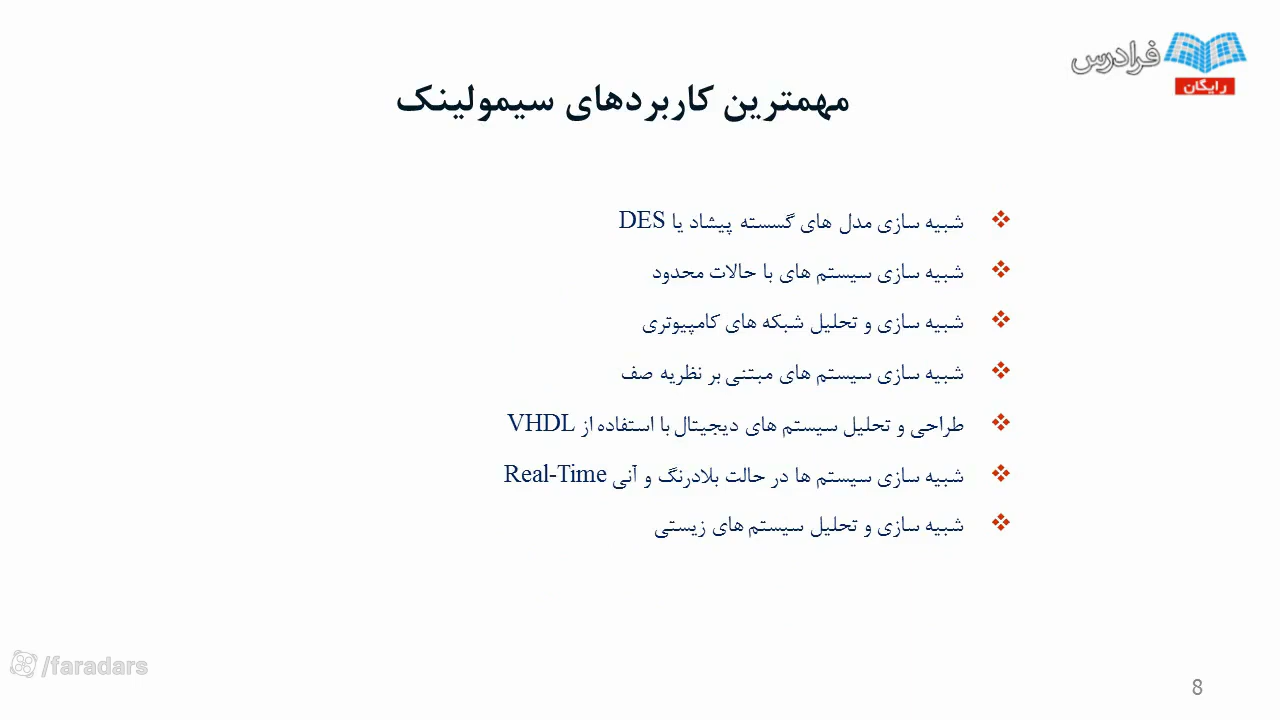 فرادرس
رایگان
مهمترین کاربردهای سیمولینک
شبیه سازی مدل های گسسته پیشاد یا DES
شبیه سازی سیستم های با حالات محدود
شبیه سازی و تحلیل شبکه های کامپیوتری
شبیه سازی سیستم های مبتنی بر نظریه صف
طراحی و تحلیل سیستم های دیجیتال با استفاده از VHDL
شبیه سازی سیستم ها در حالت بلادرنگ و آنی Real-Time
شبیه سازی و تحلیل سیستم های زیستی
/faradars
8